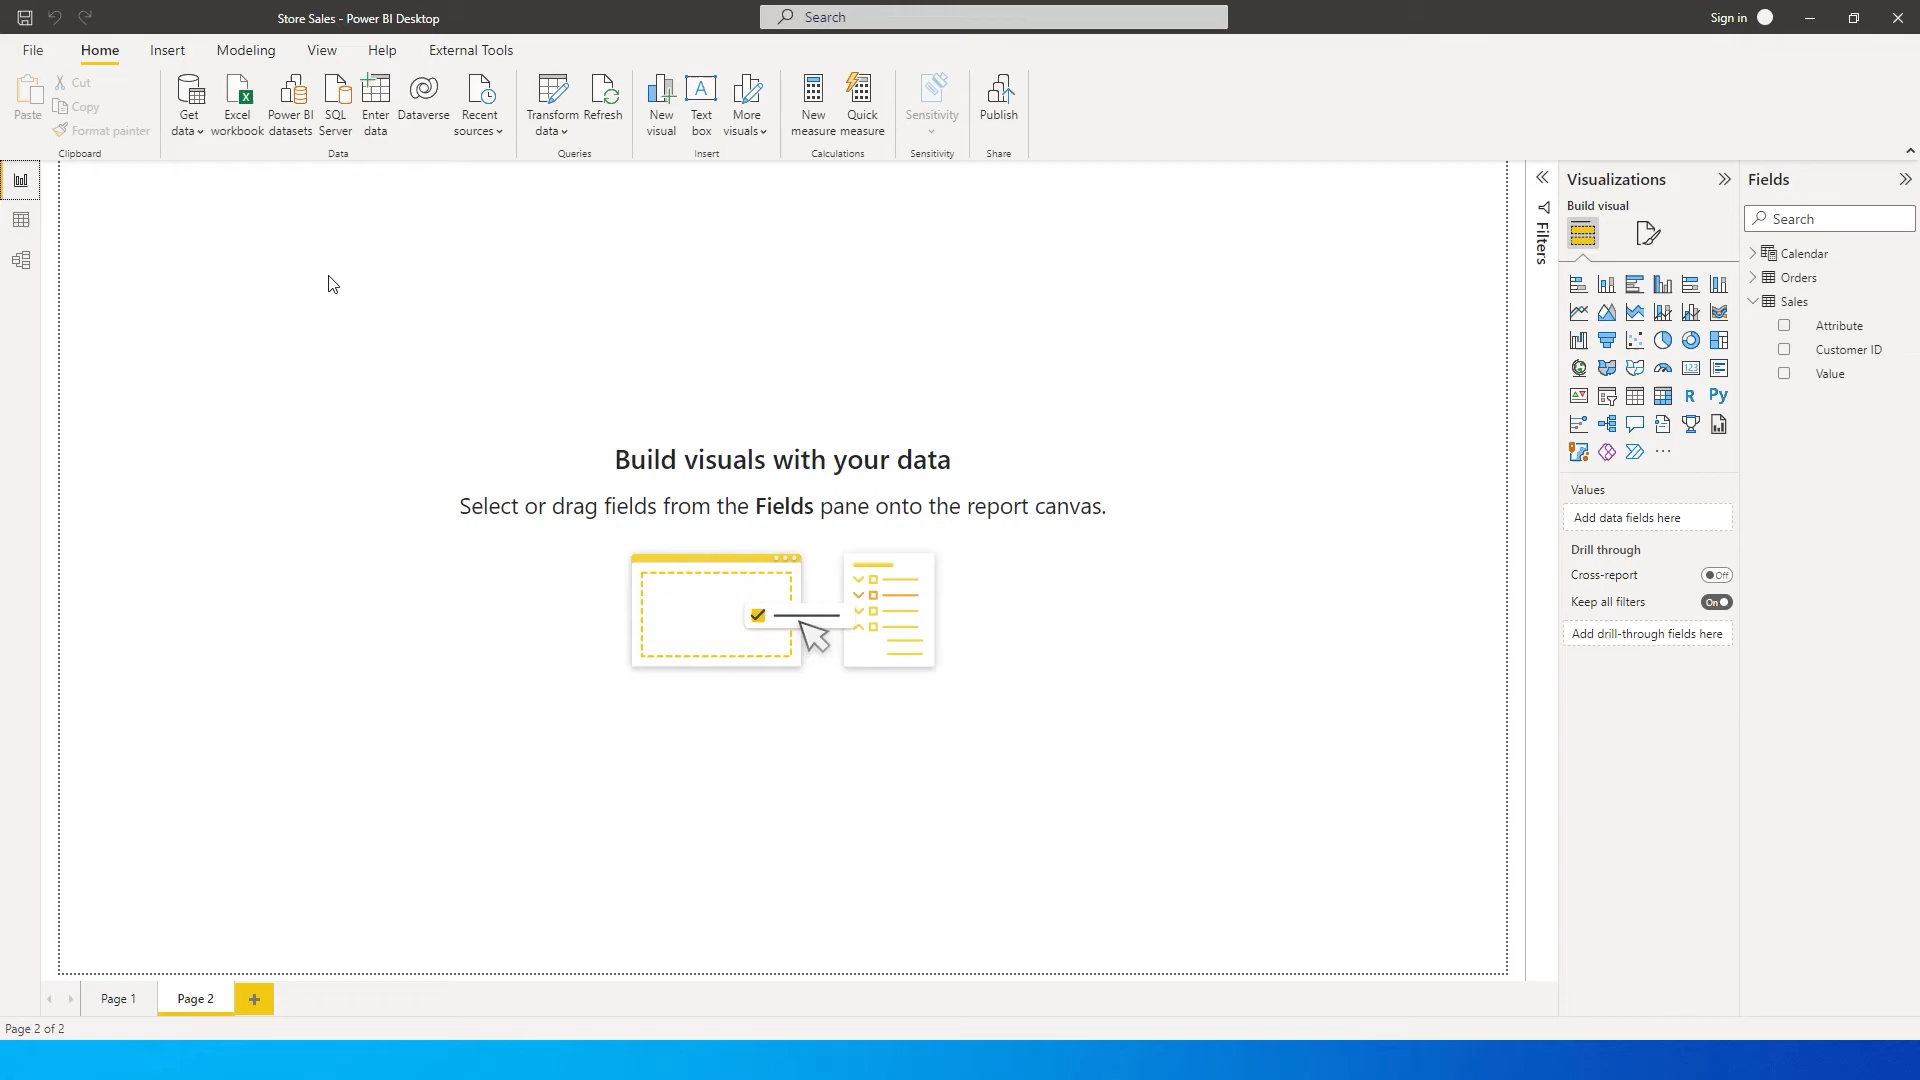 Store Sales - Power BI Desktop
Search
Sign in
File Home Insert Modeling View Help External Tools
Paste
Cut
Copy
Format painter
Clipboard
Get data
Excel workbook
Power BI datasets
SQL Server
Enter data
Dataverse
Recent sources
Data
Transform data
Refresh
Queries
New visual
Text box
More visuals
Insert
New measure
Quick measure
Calculations
Sensitivity
Sensitivity
Publish
Share
Build visuals with your data
Select or drag fields from the Fields pane onto the report canvas.
Filters
Visualizations
Build visual
123
R
Py
Values
Add data fields here
Drill through
Cross-report
Off
Keep all filters
On
Add drill-through fields here
Fields
Search
Calendar
Orders
Sales
Attribute
Customer ID
Value
Page 1
Page 2
Page 2 of 2